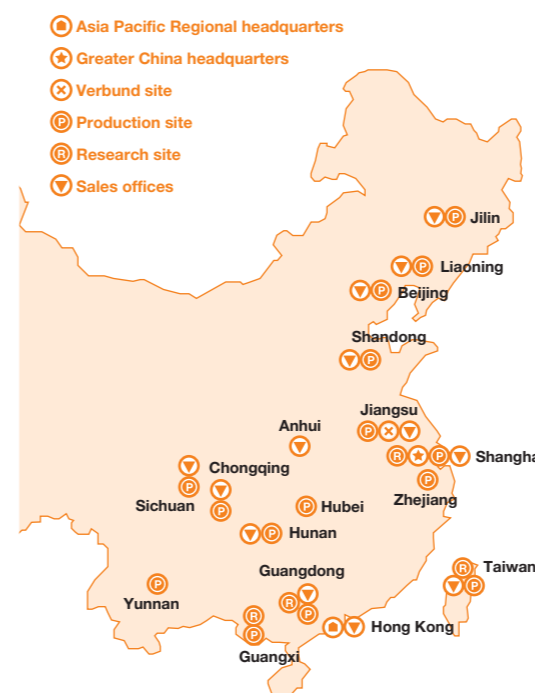 Asia Pacific Regional headquarters
Greater China headquarters
Verbund site
P Production site
R Research site
Sales offices
P Jilin
P Liaoning
P Beijing
Shandong
P
Jiangsu
P
Anhui
R P Shangha
Chongqing
P
P
Sichuan
P
Zhejiang
P Hubei
P Hunan
Guangdong
R
Taiwan
P
P
Yunnan
R
P
R
P
Hong Kong
Guangxi